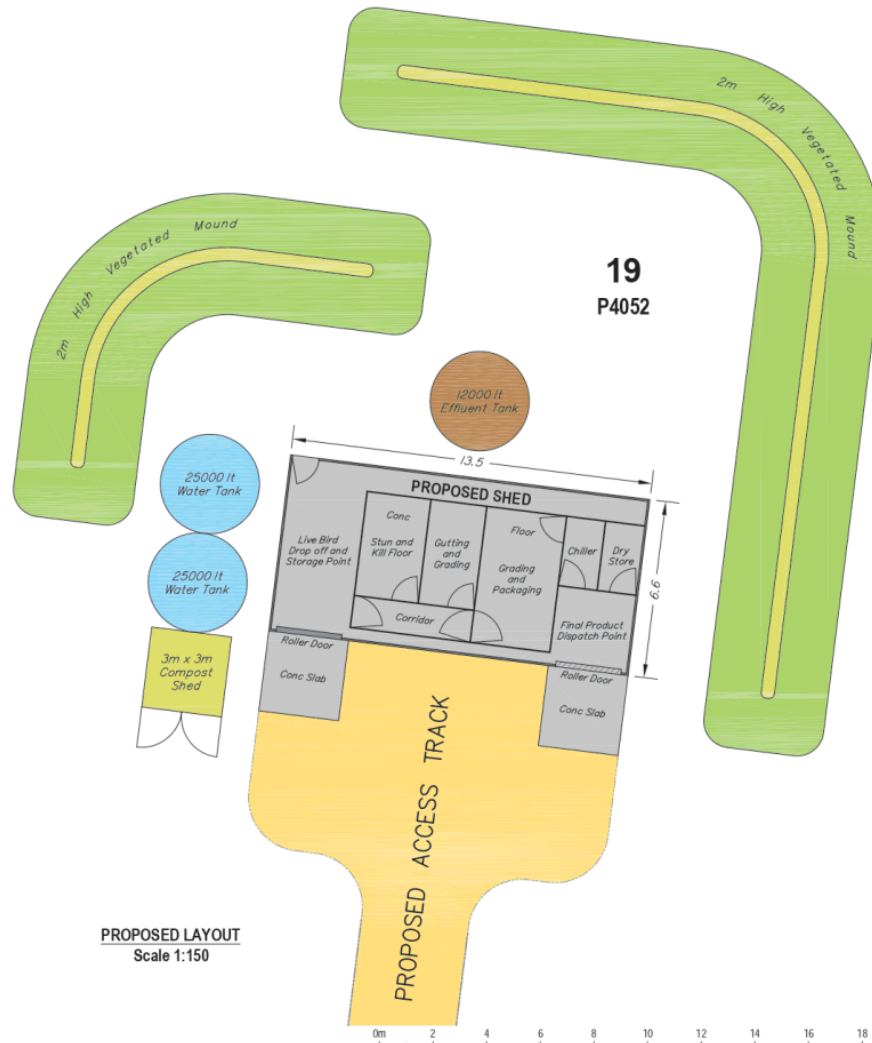 2m High Vegetated Mound
2m High Vegetated Mound
19
P4052
12000 lt
Effluent Tank
13.5
25000 lt
Water Tank
PROPOSED SHED
6.6
Live Bird
Drop off and
Storage Point
Conc
Stun and
Kill Floor
Gutting
and
Grading
Floor
Grading
and
Packaging
Chiller
Dry
Store
25000 lt
Water Tank
Corridor
Final Product
Dispatch Point
3m x 3m
Compost
Shed
Roller Door
Conc Slab
Roller Door
Conc Slab
PROPOSED ACCESS TRACK
PROPOSED LAYOUT
Scale 1:150
0m 2 4 6 8 10 12 14 16 18